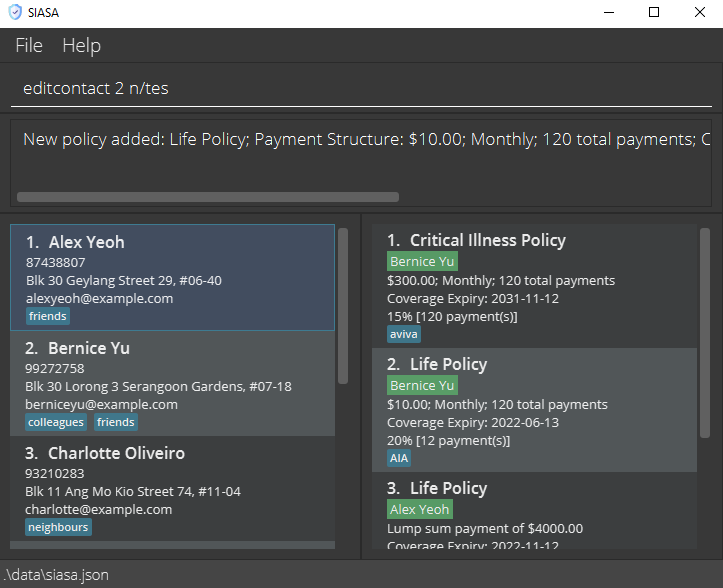 SIASA
File Help
editcontact 2 n/tes
New policy added: Life Policy; Payment Structure: $10.00; Monthly; 120 total payments; C
1. Alex Yeoh
87438807
Blk 30 Geylang Street 29, #06-40
alexyeoh@example.com
friends
2. Bernice Yu
99272758
Blk 30 Lorong 3 Serangoon Gardens, #07-18
berniceyu@example.com
colleagues friends
3. Charlotte Oliveiro
93210283
Blk 11 Ang Mo Kio Street 74, #11-04
charlotte@example.com
neighbours
1. Critical Illness Policy
Bernice Yu
$300.00; Monthly; 120 total payments
Coverage Expiry: 2031-11-12
15% [120 payment(s)]
aviva
2. Life Policy
Bernice Yu
$10.00; Monthly; 120 total payments
Coverage Expiry: 2022-06-13
20% [12 payment(s)]
AIA
3. Life Policy
Alex Yeoh
Lump sum payment of $4000.00
Coverage Expiry: 2022-11-12
.\data\siasa.json